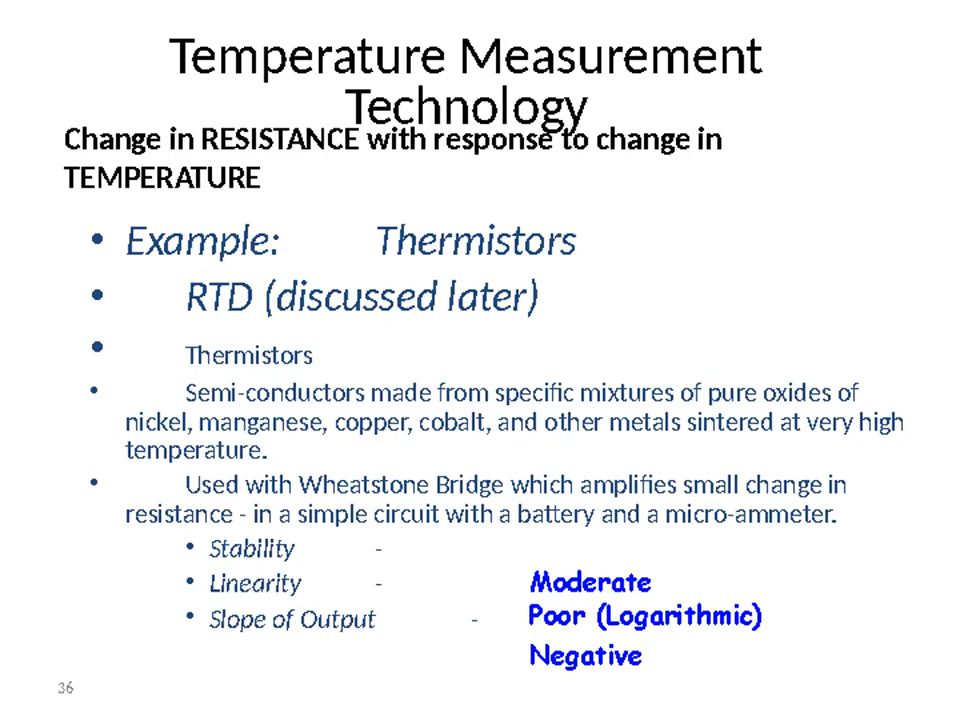 Temperature Measurement
Technology
Change in RESISTANCE with response to change in
TEMPERATURE
• Example: Thermistors
• RTD (discussed later)
• Thermistors
• Semi-conductors made from specific mixtures of pure oxides of
nickel, manganese, copper, cobalt, and other metals sintered at very high
temperature.
• Used with Wheatstone Bridge which amplifies small change in
resistance - in a simple circuit with a battery and a micro-ammeter.
• Stability -
• Linearity - Moderate
• Slope of Output - Poor (Logarithmic)
Negative
36